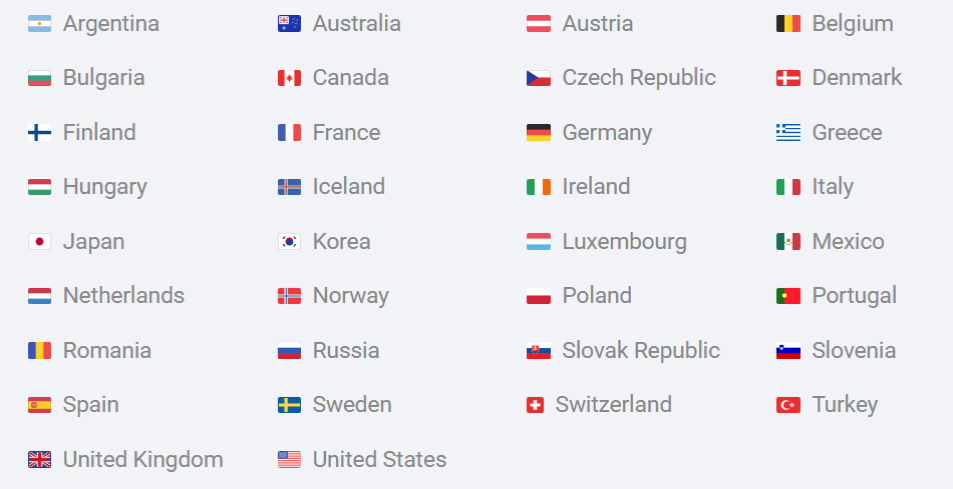 Argentina
Australia
Austria
Belgium
Bulgaria
Canada
Czech Republic
Denmark
Finland
France
Germany
Greece
Hungary
Iceland
Ireland
Italy
Japan
Korea
Luxembourg
Mexico
Netherlands
Norway
Poland
Portugal
Romania
Russia
Slovak Republic
Slovenia
Spain
Sweden
Switzerland
Turkey
United Kingdom
United States